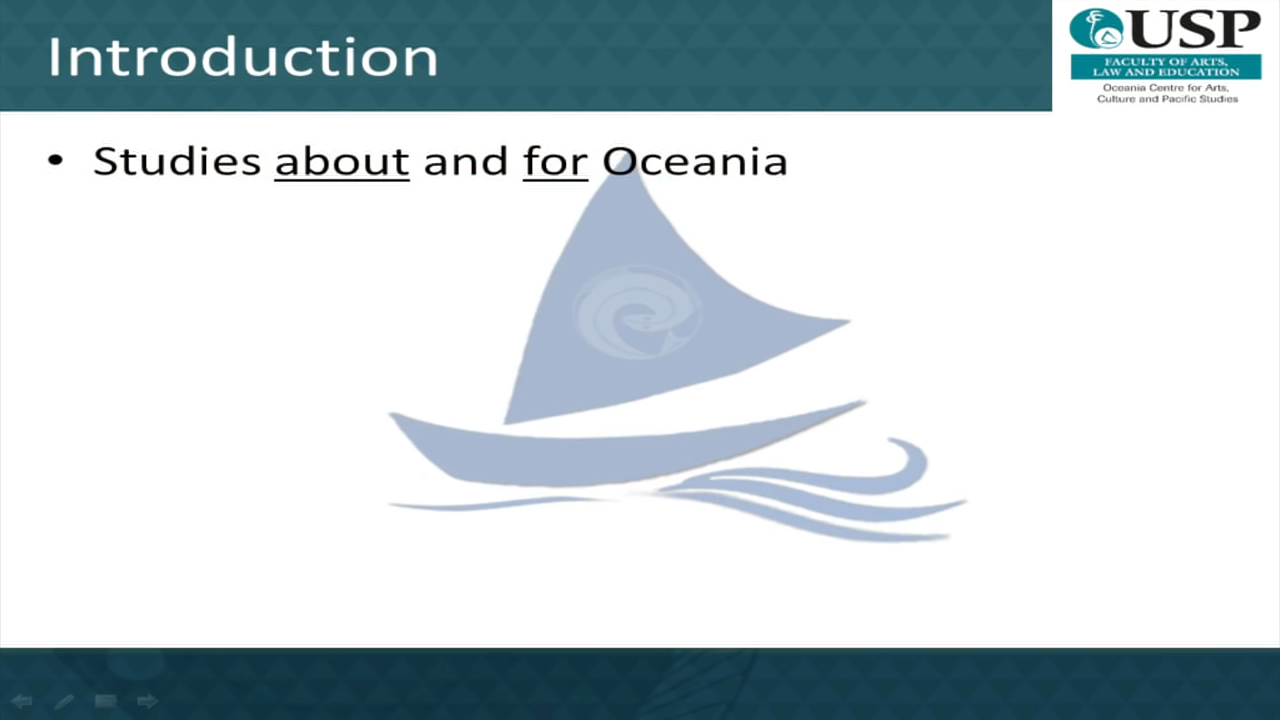 Introduction
USP
FACULTY OF ARTS,
LAW AND EDUCATION
Oceania Centre for Arts,
Culture and Pacific Studies
• Studies about and for Oceania